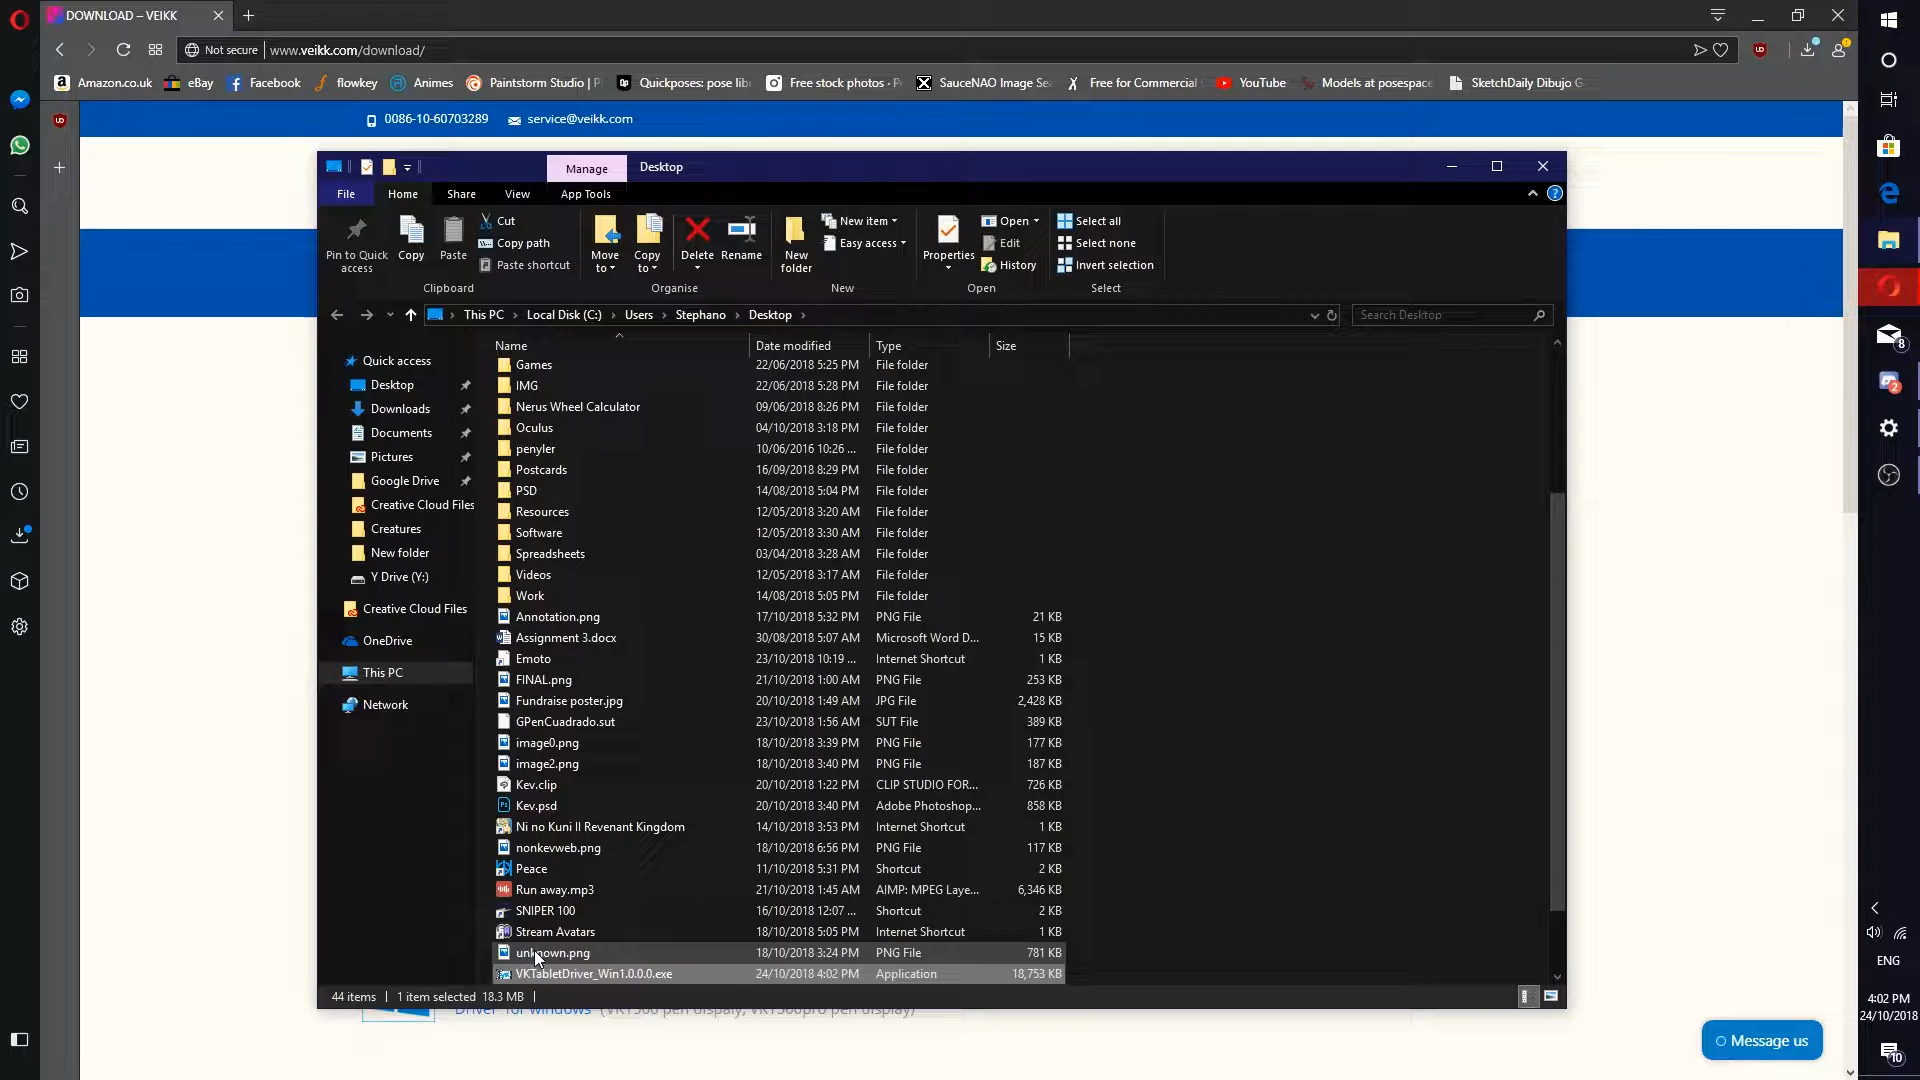 DOWNLOAD – VEIKK
Not secure www.veikk.com/download/
Amazon.co.uk eBay Facebook flowkey Animes Paintstorm Studio | P Quickposes: pose lib Free stock photos · P SauceNAO Image Se Free for Commercial YouTube Models at posespace SketchDaily Dibujo G
0086-10-60703289 service@veikk.com
Manage Desktop
File Home Share View App Tools
Pin to Quick access
Copy
Paste
Cut
Copy path
Paste shortcut
Move to
Copy to
Delete
Rename
New folder
New item
Easy access
Properties
Open
Edit
History
Select all
Select none
Invert selection
Clipboard Organise New Open Select
This PC Local Disk (C:) Users Stephano Desktop
Search Desktop
Quick access
Desktop
Downloads
Documents
Pictures
Google Drive
Creative Cloud Files
Creatures
New folder
Y Drive (Y:)
Creative Cloud Files
OneDrive
This PC
Network
Name Date modified Type Size
Games 22/06/2018 5:25 PM File folder
IMG 22/06/2018 5:28 PM File folder
Nerus Wheel Calculator 09/06/2018 8:26 PM File folder
Oculus 04/10/2018 3:18 PM File folder
penyler 10/06/2016 10:26 ... File folder
Postcards 16/09/2018 8:29 PM File folder
PSD 14/08/2018 5:04 PM File folder
Resources 12/05/2018 3:20 AM File folder
Software 12/05/2018 3:30 AM File folder
Spreadsheets 03/04/2018 3:28 AM File folder
Videos 12/05/2018 3:17 AM File folder
Work 14/08/2018 5:05 PM File folder
Annotation.png 17/10/2018 5:32 PM PNG File 21 KB
Assignment 3.docx 30/08/2018 5:07 AM Microsoft Word D... 15 KB
Emoto 23/10/2018 10:19 ... Internet Shortcut 1 KB
FINAL.png 21/10/2018 1:00 AM PNG File 253 KB
Fundraise poster.jpg 20/10/2018 1:49 AM JPG File 2,428 KB
GPenCuadrado.sut 23/10/2018 1:56 AM SUT File 389 KB
image0.png 18/10/2018 3:39 PM PNG File 177 KB
image2.png 18/10/2018 3:40 PM PNG File 187 KB
Kev.clip 20/10/2018 1:22 PM CLIP STUDIO FOR... 726 KB
Kev.psd 20/10/2018 3:40 PM Adobe Photoshop... 858 KB
Ni no Kuni II Revenant Kingdom 14/10/2018 3:53 PM Internet Shortcut 1 KB
nonkevweb.png 18/10/2018 6:56 PM PNG File 117 KB
Peace 11/10/2018 5:31 PM Shortcut 2 KB
Run away.mp3 21/10/2018 1:45 AM AIMP: MPEG Laye... 6,346 KB
SNIPER 100 16/10/2018 12:07 ... Shortcut 2 KB
Stream Avatars 18/10/2018 5:05 PM Internet Shortcut 1 KB
unknown.png 18/10/2018 3:24 PM PNG File 781 KB
VKTabletDriver_Win1.0.0.0.exe 24/10/2018 4:02 PM Application 18,753 KB
44 items 1 item selected 18.3 MB
Driver for windows (VK1560 pen dispaly, VK1560pro pen display)
Message us
8
2
ENG
4:02 PM
24/10/2018
10